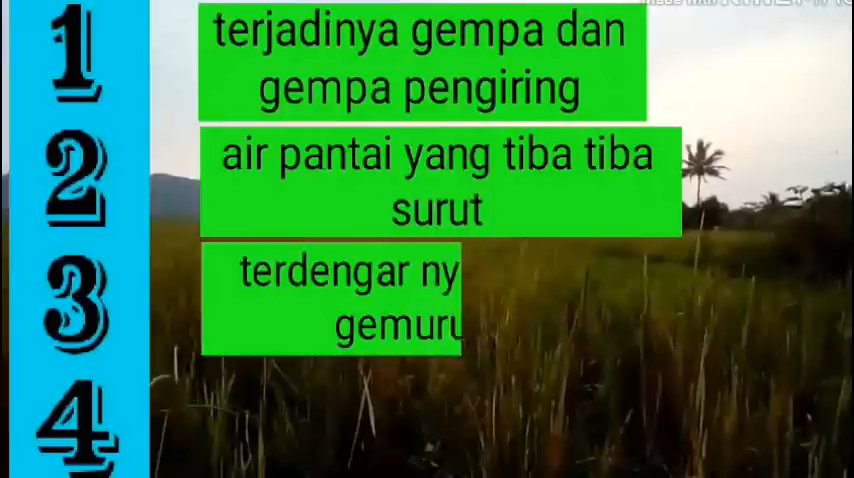 1
terjadinya gempa dan
gempa pengiring
2
air pantai yang tiba tiba
surut
3
terdengar ny
gemuru
4